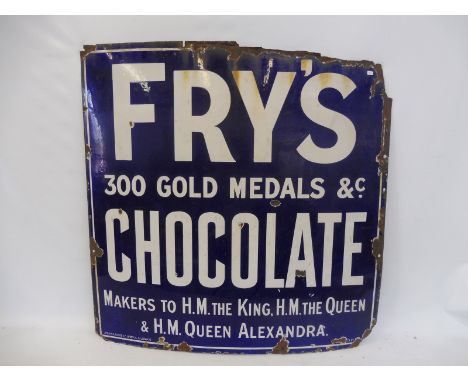 FRY'S
300 GOLD MEDALS &C
CHOCOLATE
MAKERS TO H.M. THE KING, H.M. THE QUEEN
& H.M. QUEEN ALEXANDRA.